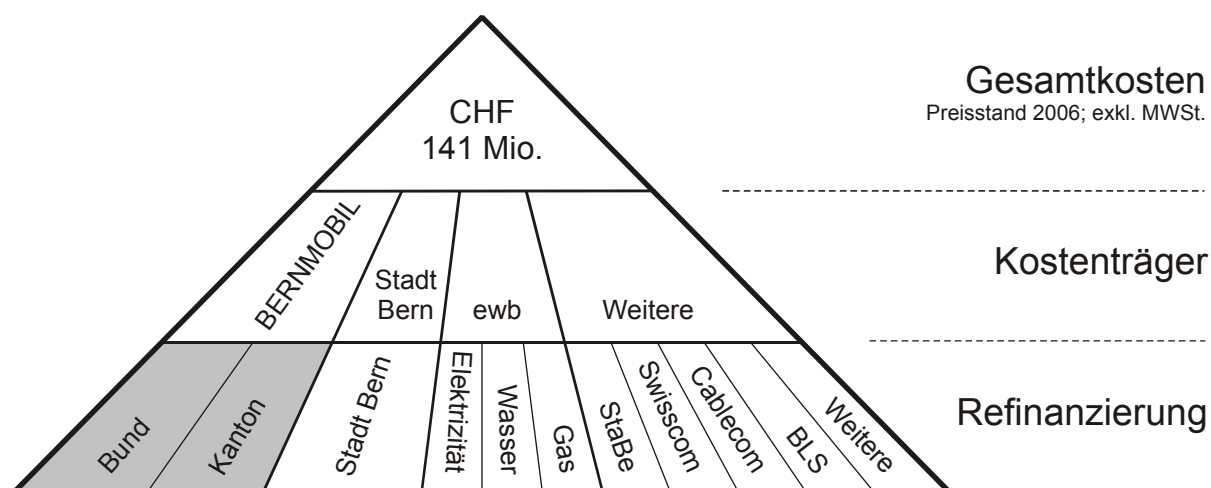 CHF
141 Mio.
Gesamtkosten
Preisstand 2006; exkl. MWSt.
BERNMOBIL
Stadt
Bern
ewb
Weitere
Kostenträger
Bund
Kanton
Stadt Bern
Elektrizität
Wasser
Gas
StaBe
Swisscom
Cablecom
BLS
Weitere
Refinanzierung